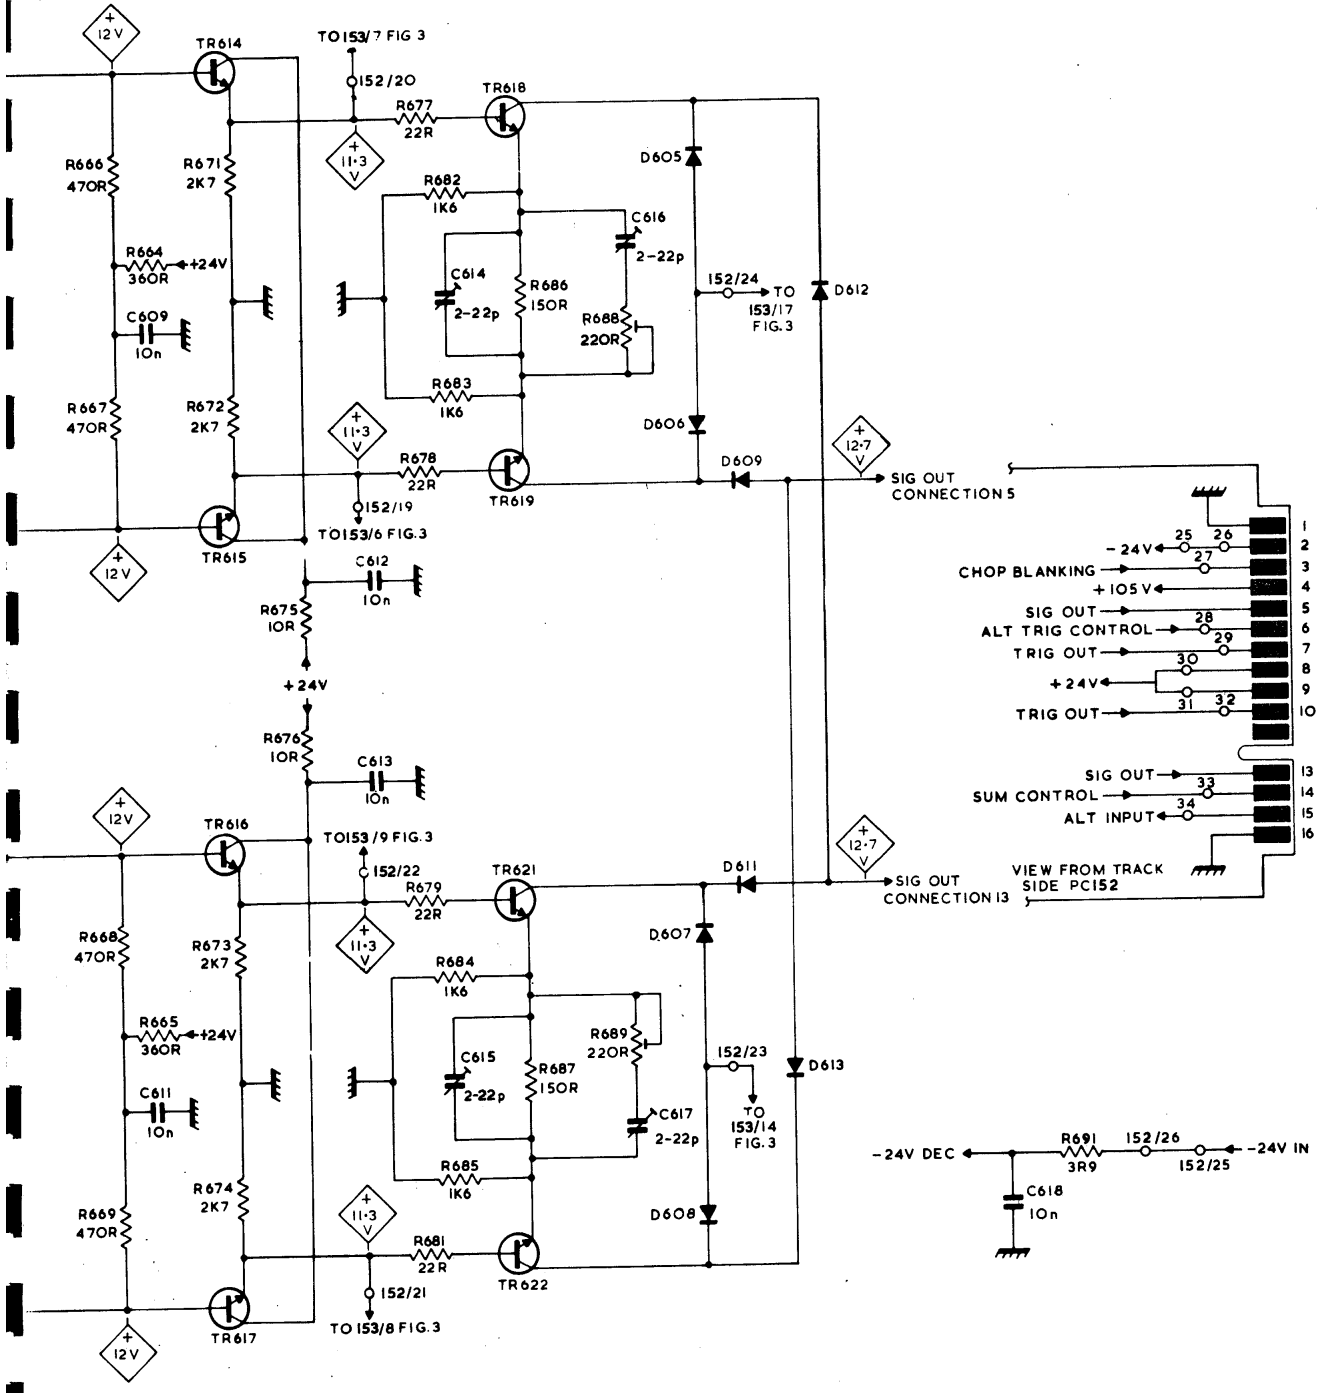 +
12V
TR614
TO 153/7 FIG 3
152/20
R677
22R
TR618
+
11·3
V
D605
R666
470R
R671
2K7
R682
1K6
C616
2-22p
R664
360R
+24V
C614
2-22p
R686
150R
R688
220R
152/24
TO
153/17
FIG.3
D612
C609
10n
R683
1K6
R667
470R
R672
2K7
+
11·3
V
D606
R678
22R
TR619
D609
+
12·7
V
SIG OUT
CONNECTION 5
152/19
TO 153/6 FIG.3
TR615
+
12V
C612
10n
R675
10R
+24V
R676
10R
C613
10n
1
-24V
25
26
2
CHOP BLANKING
27
3
+105V
4
SIG OUT
5
ALT TRIG CONTROL
28
6
TRIG OUT
29
7
30
8
+24V
9
31
TRIG OUT
32
10
SIG OUT
13
SUM CONTROL
33
14
ALT INPUT
34
15
16
VIEW FROM TRACK
SIDE PC152
+
12V
TR616
TO 153/9 FIG.3
152/22
R679
22R
TR621
D611
+
12·7
V
SIG OUT
CONNECTION 13
+
11·3
V
D607
R668
470R
R673
2K7
R684
1K6
R665
360R
+24V
C615
2-22p
R687
150R
R689
220R
152/23
TO
153/14
FIG.3
D613
C611
10n
C617
2-22p
R685
1K6
R669
470R
R674
2K7
+
11·3
V
D608
R681
22R
TR622
152/21
TO 153/8 FIG.3
TR617
+
12V
-24V DEC
R691
3R9
152/26
152/25
-24V IN
C618
10n